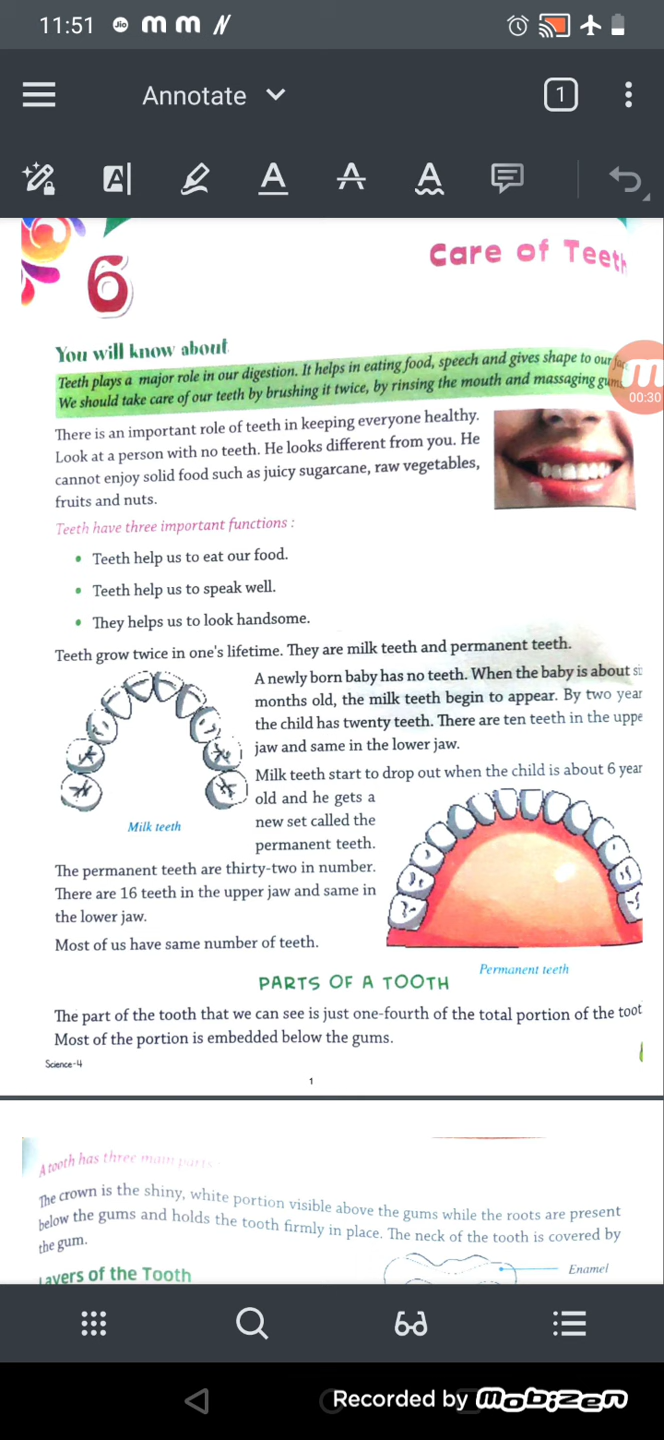 11:51
Jio
Annotate
1
6
Care of Teeth
You will know about
Teeth plays a major role in our digestion. It helps in eating food, speech and gives shape to our
We should take care of our teeth by brushing it twice, by rinsing the mouth and massaging
00:30
There is an important role of teeth in keeping everyone healthy.
Look at a person with no teeth. He looks different from you. He
cannot enjoy solid food such as juicy sugarcane, raw vegetables,
fruits and nuts.
Teeth have three important functions :
• Teeth help us to eat our food.
• Teeth help us to speak well.
• They helps us to look handsome.
Teeth grow twice in one's lifetime. They are milk teeth and permanent teeth.
A newly born baby has no teeth. When the baby is about
months old, the milk teeth begin to appear. By two year
the child has twenty teeth. There are ten teeth in the uppe
jaw and same in the lower jaw.
Milk teeth start to drop out when the child is about 6 year
old and he gets a
new set called the
permanent teeth.
Milk teeth
The permanent teeth are thirty-two in number.
There are 16 teeth in the upper jaw and same in
the lower jaw.
Most of us have same number of teeth.
Permanent teeth
PARTS OF A TOOTH
The part of the tooth that we can see is just one-fourth of the total portion of the toot
Most of the portion is embedded below the gums.
Science-4
1
A tooth has three main parts
The crown is the shiny, white portion visible above the gums while the roots are present
below the gums and holds the tooth firmly in place. The neck of the tooth is covered by
the gum.
Layers of the Tooth
Enamel
Recorded by mobizen